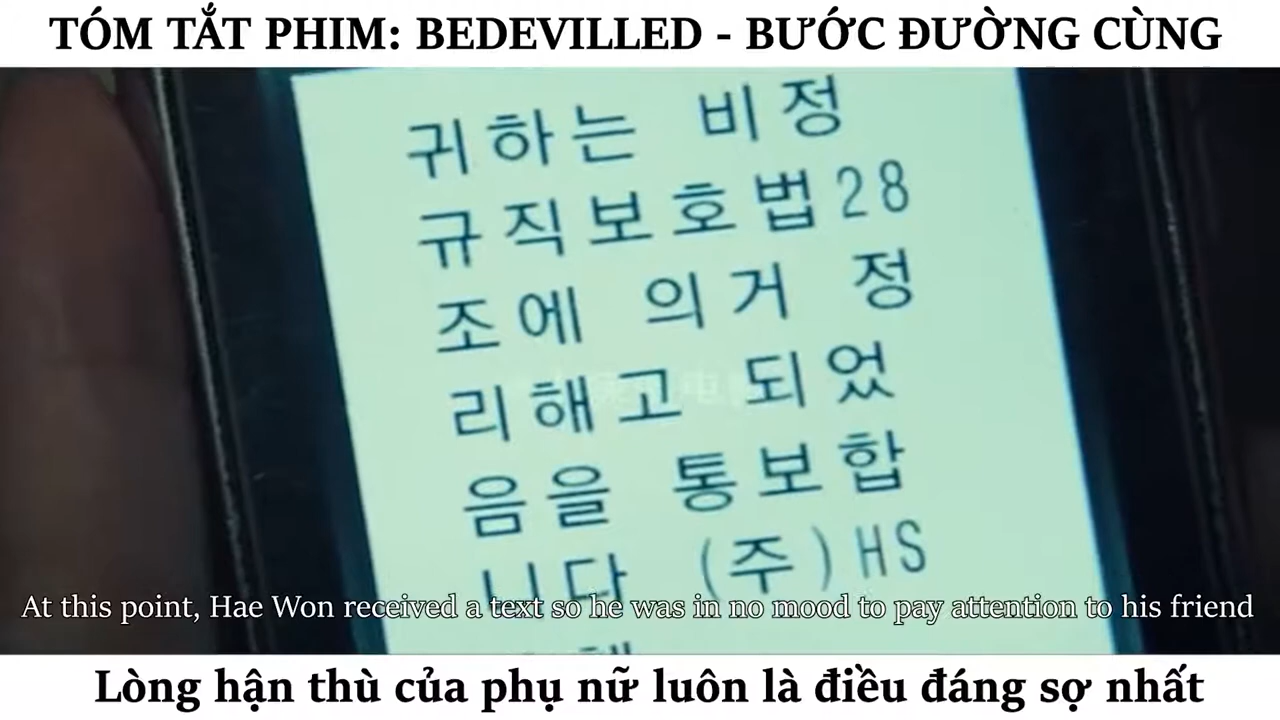 TÓM TẮT PHIM: BEDEVILLED - BƯỚC ĐƯỜNG CÙNG
귀하는 비정
규직보호법28
조에 의거 정
리해고 되었
음을 통보합
니다 (주)HS
At this point, Hae Won received a text so he was in no mood to pay attention to his friend
Lòng hận thù của phụ nữ luôn là điều đáng sợ nhất